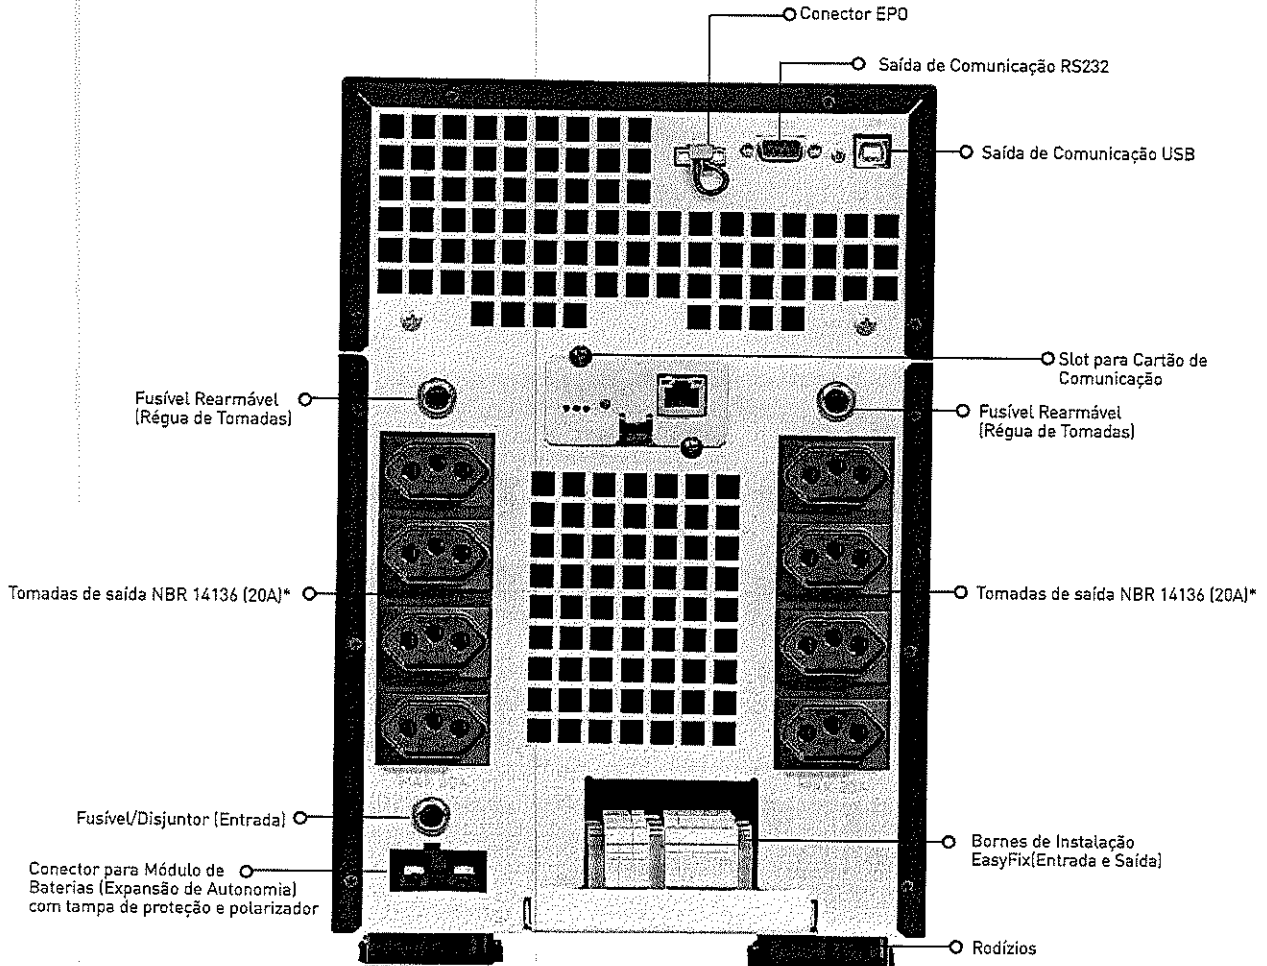 Conector EPO
Saída de Comunicação RS232
Saída de Comunicação USB
Slot para Cartão de
Comunicação
Fusível Rearmável
(Régua de Tomadas)
Fusível Rearmável
(Régua de Tomadas)
Tomadas de saída NBR 14136 (20A)*
Tomadas de saída NBR 14136 (20A)*
Fusível/Disjuntor (Entrada)
Bornes de Instalação
EasyFix(Entrada e Saída)
Conector para Módulo de
Baterias (Expansão de Autonomia)
com tampa de proteção e polarizador
Rodízios